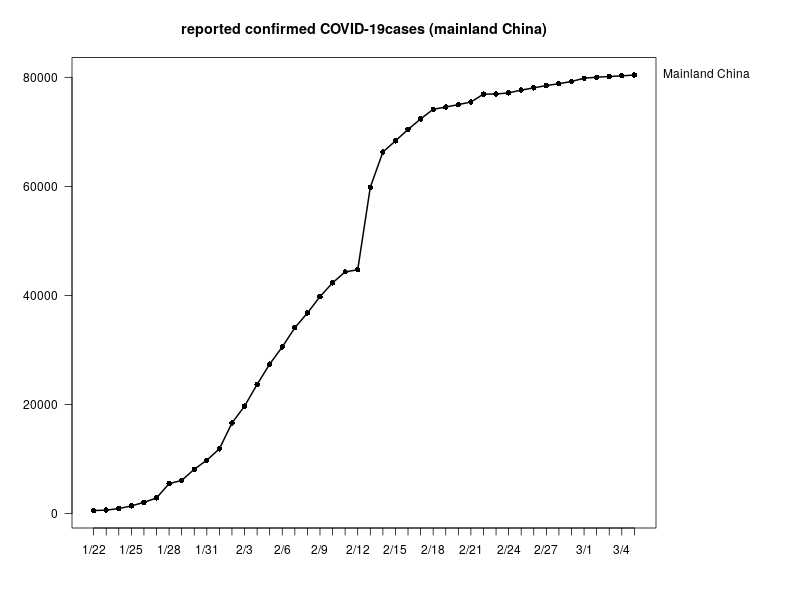 reported confirmed COVID-19cases (mainland China)
Mainland China
80000
60000
40000
20000
0
1/22 1/25 1/28 1/31 2/3 2/6 2/9 2/12 2/15 2/18 2/21 2/24 2/27 3/1 3/4